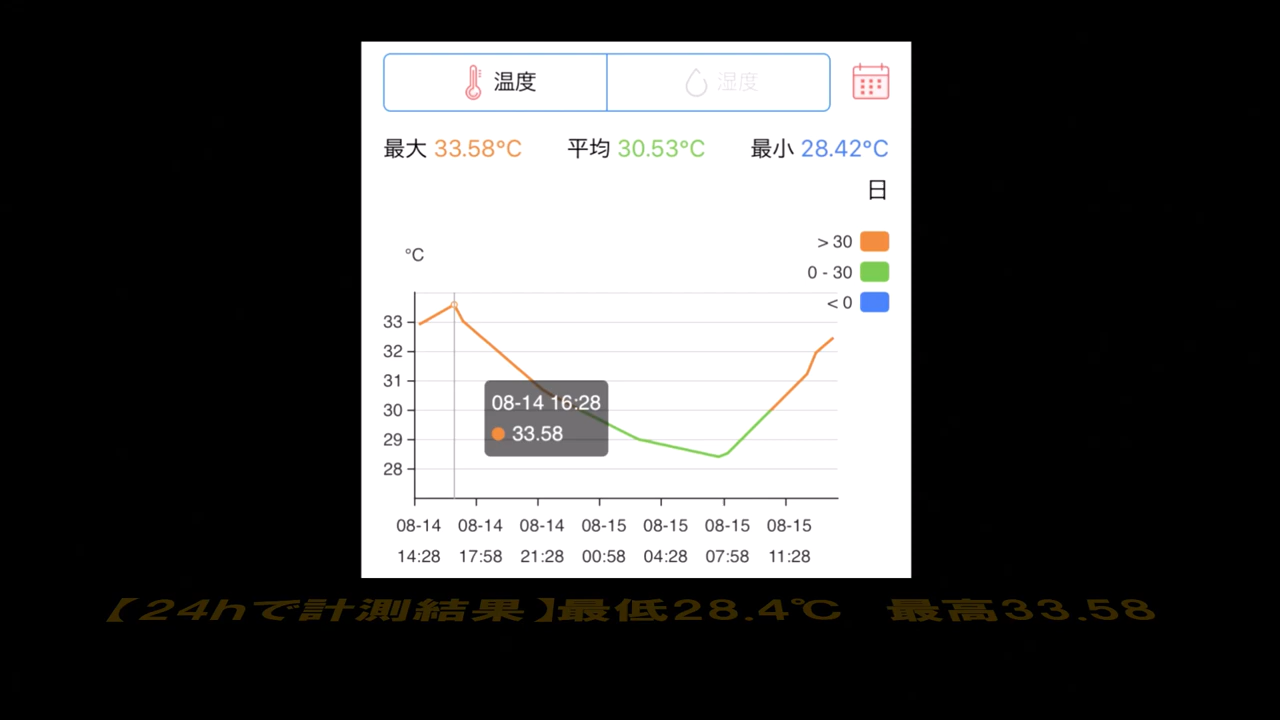 温度 湿度
最大 33.58°C 平均 30.53°C 最小 28.42°C
日
> 30
°C
0 - 30
< 0
33
32
31
30
29
28
08-14 16:28
33.58
08-14 08-14 08-14 08-15 08-15 08-15 08-15
14:28 17:58 21:28 00:58 04:28 07:58 11:28
【24hで計測結果】最低28.4℃ 最高33.58